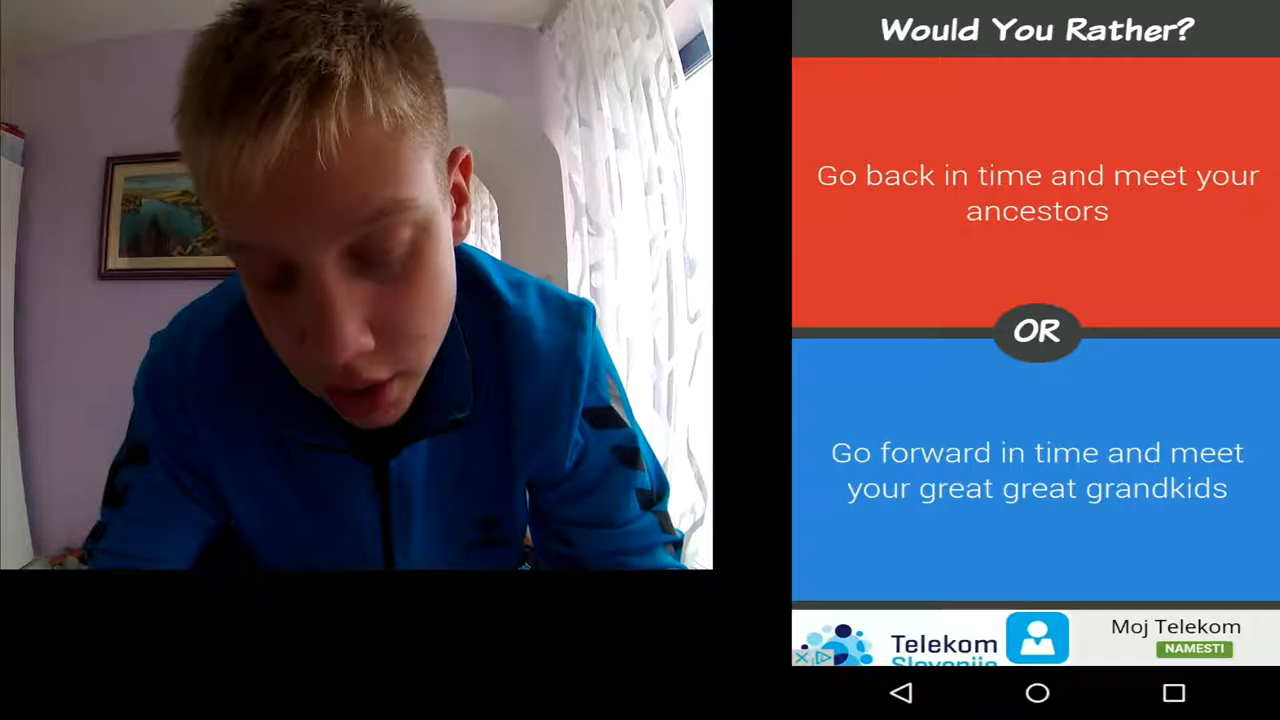 Would You Rather?
Go back in time and meet your
ancestors
OR
Go forward in time and meet
your great great grandkids
Telekom
Slovenije
Moj Telekom
NAMESTI